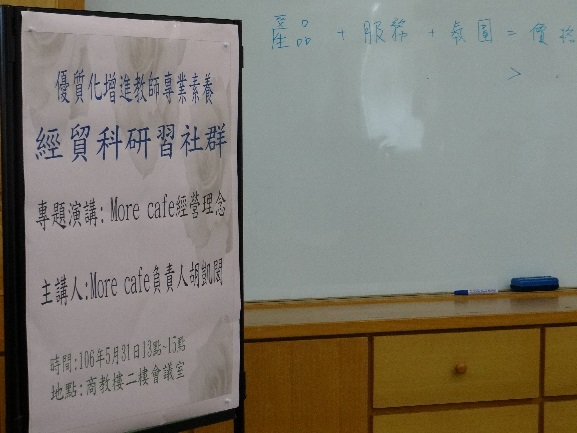 優質化增進教師專業素養
經貿科研習社群
專題演講: More cafe經營理念
主講人:More cafe負責人胡凱閔
時間:106年5月31日13點~15點
地點:商教樓二樓會議室
產品 + 服務 + 氛圍 = 價格
>